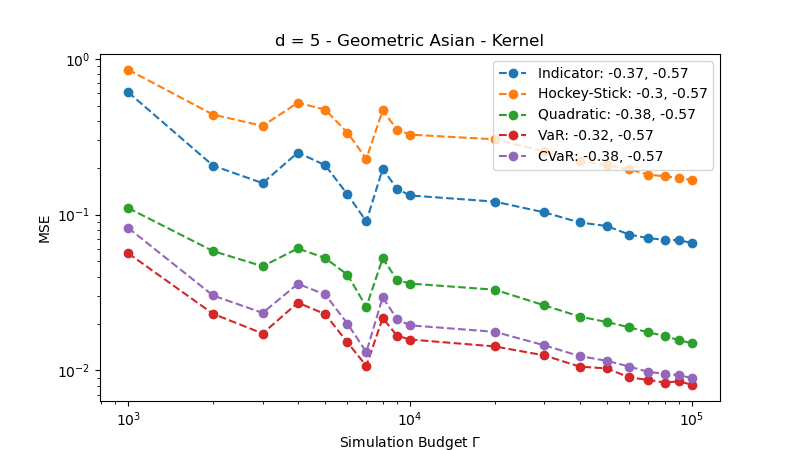 d = 5 - Geometric Asian - Kernel
10⁰
10⁻¹
10⁻²
MSE
Indicator: -0.37, -0.57
Hockey-Stick: -0.3, -0.57
Quadratic: -0.38, -0.57
VaR: -0.32, -0.57
CVaR: -0.38, -0.57
10³
10⁴
10⁵
Simulation Budget Γ